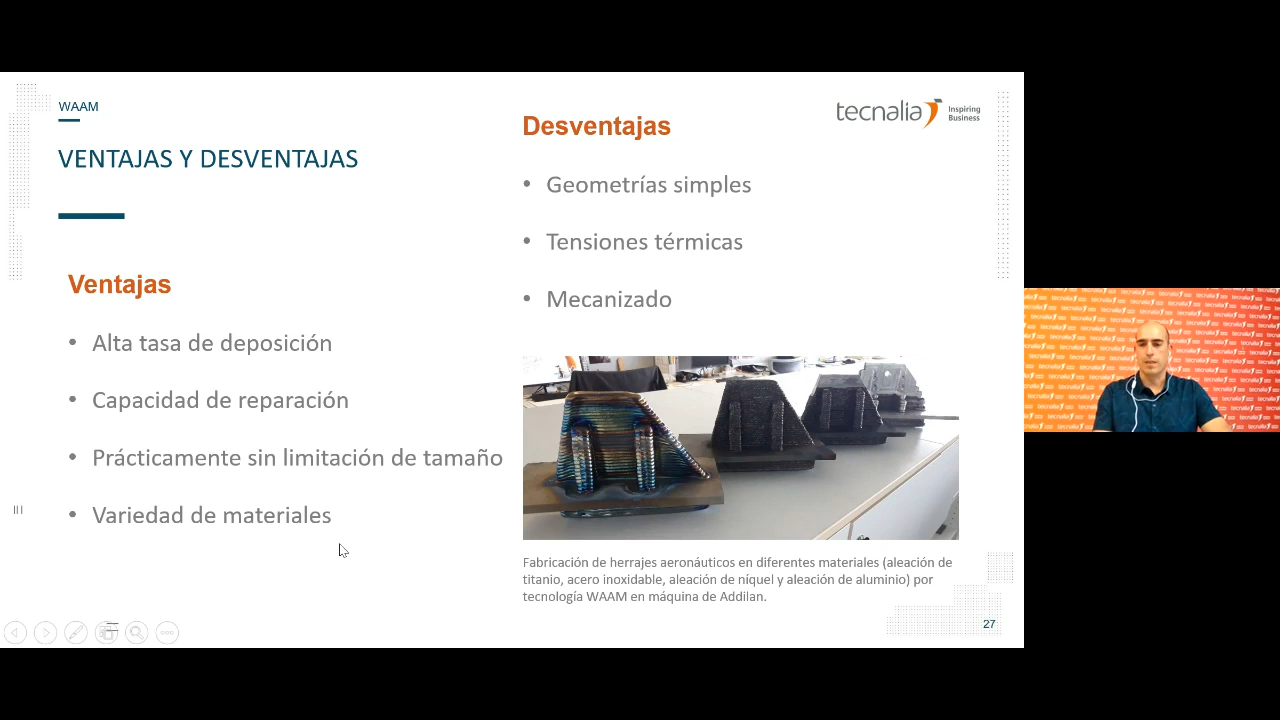 WAAM
VENTAJAS Y DESVENTAJAS
Ventajas
• Alta tasa de deposición
• Capacidad de reparación
• Prácticamente sin limitación de tamaño
• Variedad de materiales
Desventajas
• Geometrías simples
• Tensiones térmicas
• Mecanizado
tecnalia Inspiring
Business
Fabricación de herrajes aeronáuticos en diferentes materiales (aleación de
titanio, acero inoxidable, aleación de níquel y aleación de aluminio) por
tecnología WAAM en máquina de Addilan.
27
tecnalia